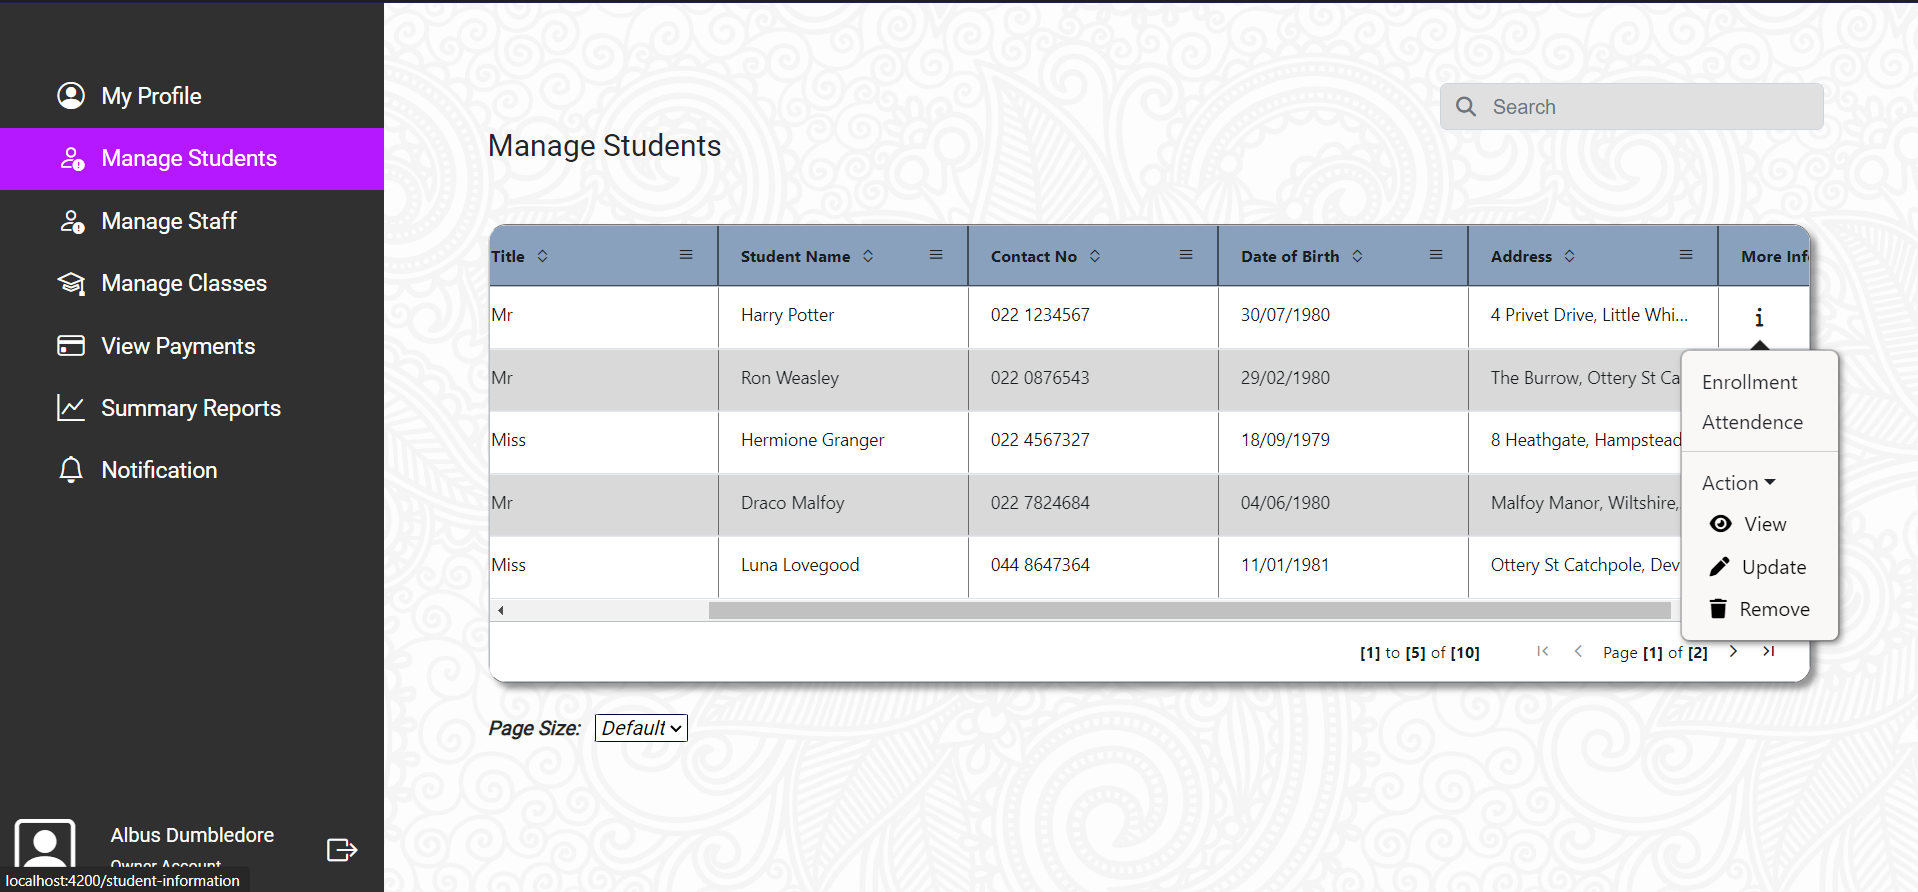 My Profile
Manage Students
Manage Staff
Manage Classes
View Payments
Summary Reports
Notification
Albus Dumbledore
Owner Account
localhost:4200/student-information
Search
Manage Students
Title Student Name Contact No Date of Birth Address More Inf
Mr Harry Potter 022 1234567 30/07/1980 4 Privet Drive, Little Whi...
Mr Ron Weasley 022 0876543 29/02/1980 The Burrow, Ottery St Ca
Miss Hermione Granger 022 4567327 18/09/1979 8 Heathgate, Hampstead
Mr Draco Malfoy 022 7824684 04/06/1980 Malfoy Manor, Wiltshire,
Miss Luna Lovegood 044 8647364 11/01/1981 Ottery St Catchpole, Dev
Enrollment
Attendence
Action
View
Update
Remove
[1] to [5] of [10] Page [1] of [2]
Page Size: Default